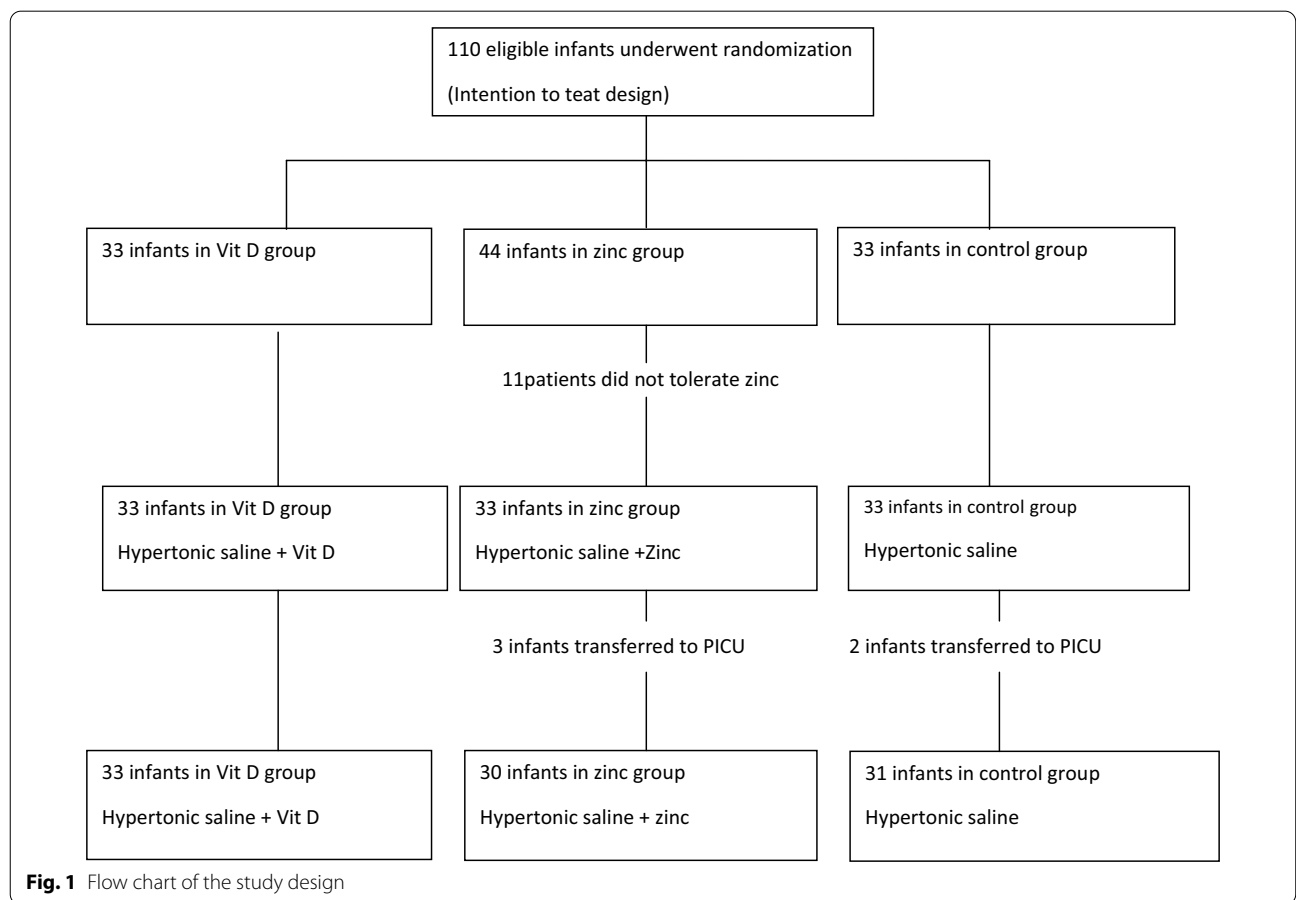 110 eligible infants underwent randomization
(Intention to teat design)
33 infants in Vit D group
44 infants in zinc group
33 infants in control group
11patients did not tolerate zinc
33 infants in Vit D group
Hypertonic saline + Vit D
33 infants in zinc group
Hypertonic saline +Zinc
33 infants in control group
Hypertonic saline
3 infants transferred to PICU
2 infants transferred to PICU
33 infants in Vit D group
Hypertonic saline + Vit D
30 infants in zinc group
Hypertonic saline + zinc
31 infants in control group
Hypertonic saline
Fig. 1 Flow chart of the study design